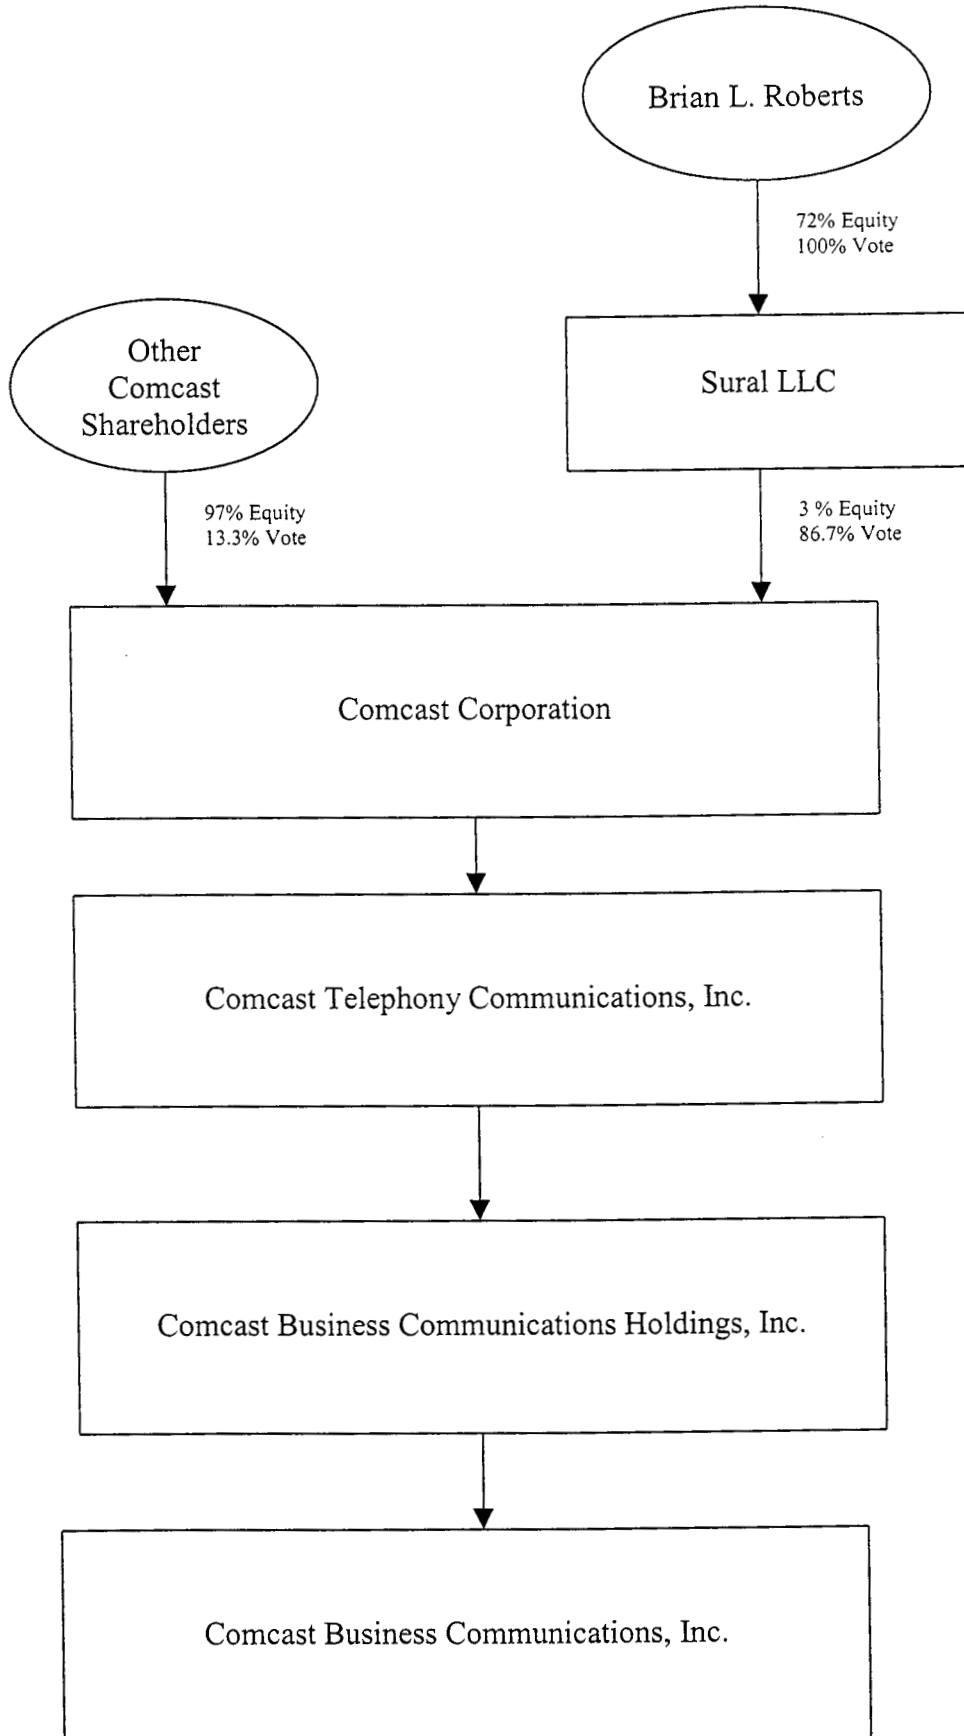 Brian L. Roberts
72% Equity
100% Vote
Other
Comcast
Shareholders
Sural LLC
97% Equity
13.3% Vote
3 % Equity
86.7% Vote
Comcast Corporation
Comcast Telephony Communications, Inc.
Comcast Business Communications Holdings, Inc.
Comcast Business Communications, Inc.